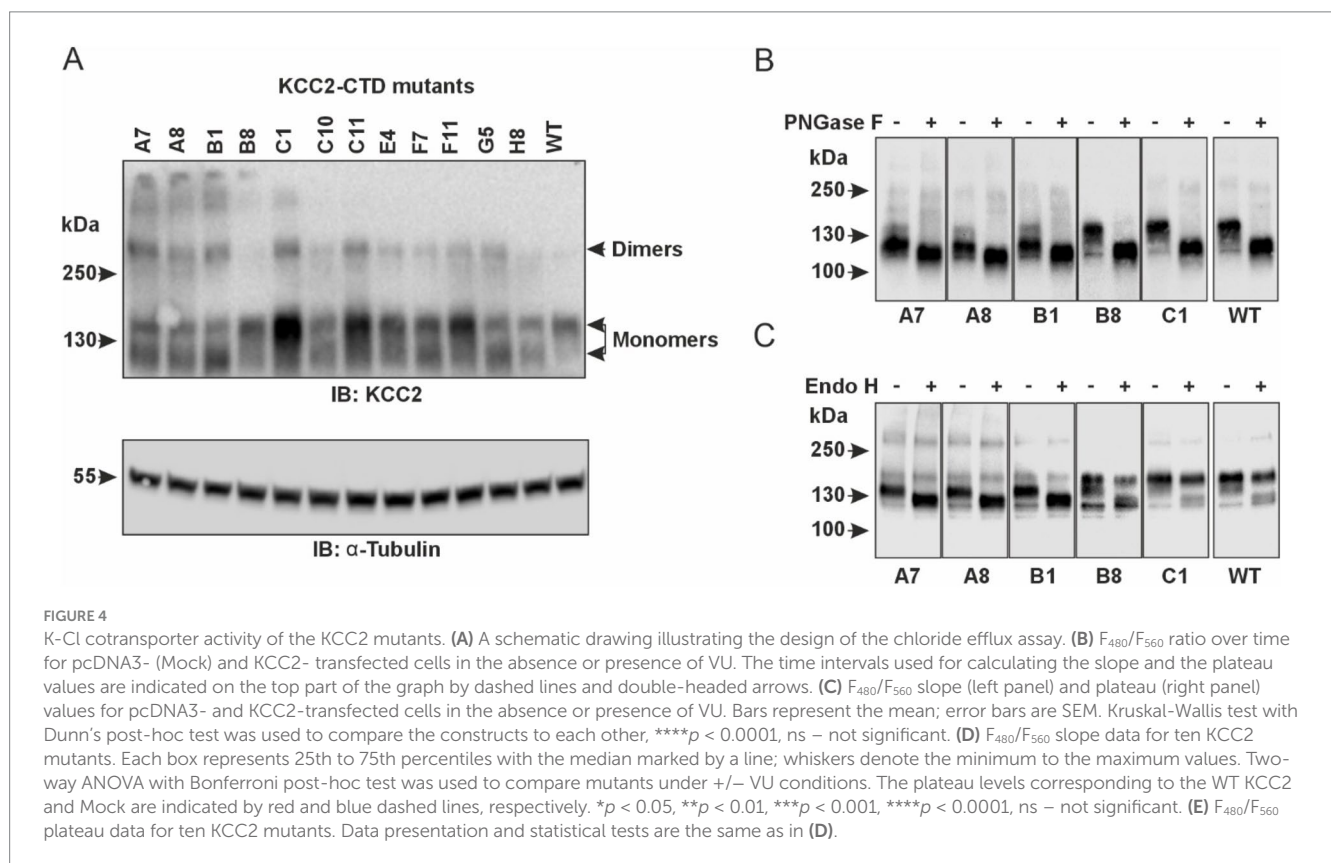 A
KCC2-CTD mutants
A7 A8 B1 B8 C1 C10 C11 E4 F7 F11 G5 H8 WT
kDa
Dimers
250
130
Monomers
IB: KCC2
55
IB: α-Tubulin
B
PNGase F - + - + - + - + - + - +
kDa
250
130
100
A7 A8 B1 B8 C1 WT
C
Endo H - + - + - + - + - + - +
kDa
250
130
100
A7 A8 B1 B8 C1 WT
FIGURE 4
K-Cl cotransporter activity of the KCC2 mutants. (A) A schematic drawing illustrating the design of the chloride efflux assay. (B) F480/F560 ratio over time
for pcDNA3- (Mock) and KCC2- transfected cells in the absence or presence of VU. The time intervals used for calculating the slope and the plateau
values are indicated on the top part of the graph by dashed lines and double-headed arrows. (C) F480/F560 slope (left panel) and plateau (right panel)
values for pcDNA3- and KCC2-transfected cells in the absence or presence of VU. Bars represent the mean; error bars are SEM. Kruskal-Wallis test with
Dunn's post-hoc test was used to compare the constructs to each other, ****p < 0.0001, ns – not significant. (D) F480/F560 slope data for ten KCC2
mutants. Each box represents 25th to 75th percentiles with the median marked by a line; whiskers denote the minimum to the maximum values. Two-
way ANOVA with Bonferroni post-hoc test was used to compare mutants under +/− VU conditions. The plateau levels corresponding to the WT KCC2
and Mock are indicated by red and blue dashed lines, respectively. *p < 0.05, **p < 0.01, ***p < 0.001, ****p < 0.0001, ns – not significant. (E) F480/F560
plateau data for ten KCC2 mutants. Data presentation and statistical tests are the same as in (D).